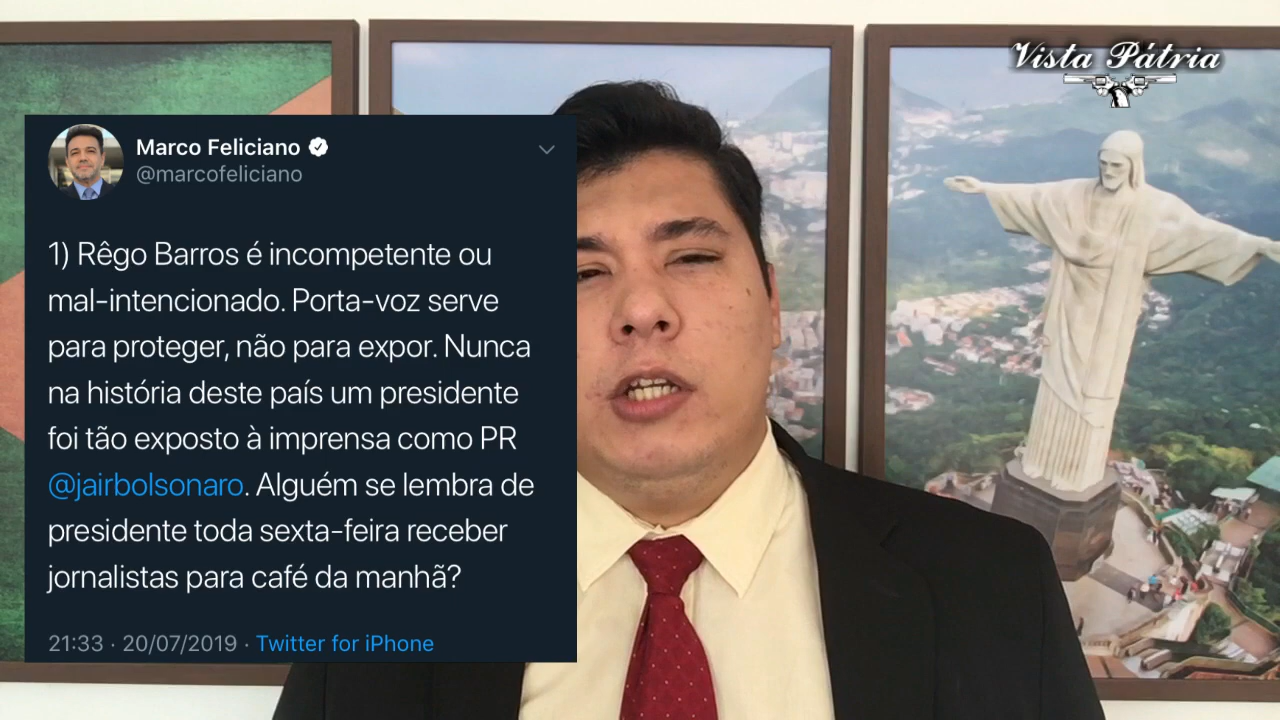 Vista Pátria
Marco Feliciano
@marcofeliciano
1) Rêgo Barros é incompetente ou
mal-intencionado. Porta-voz serve
para proteger, não para expor. Nunca
na história deste país um presidente
foi tão exposto à imprensa como PR
@jairbolsonaro. Alguém se lembra de
presidente toda sexta-feira receber
jornalistas para café da manhã?
21:33 · 20/07/2019 · Twitter for iPhone